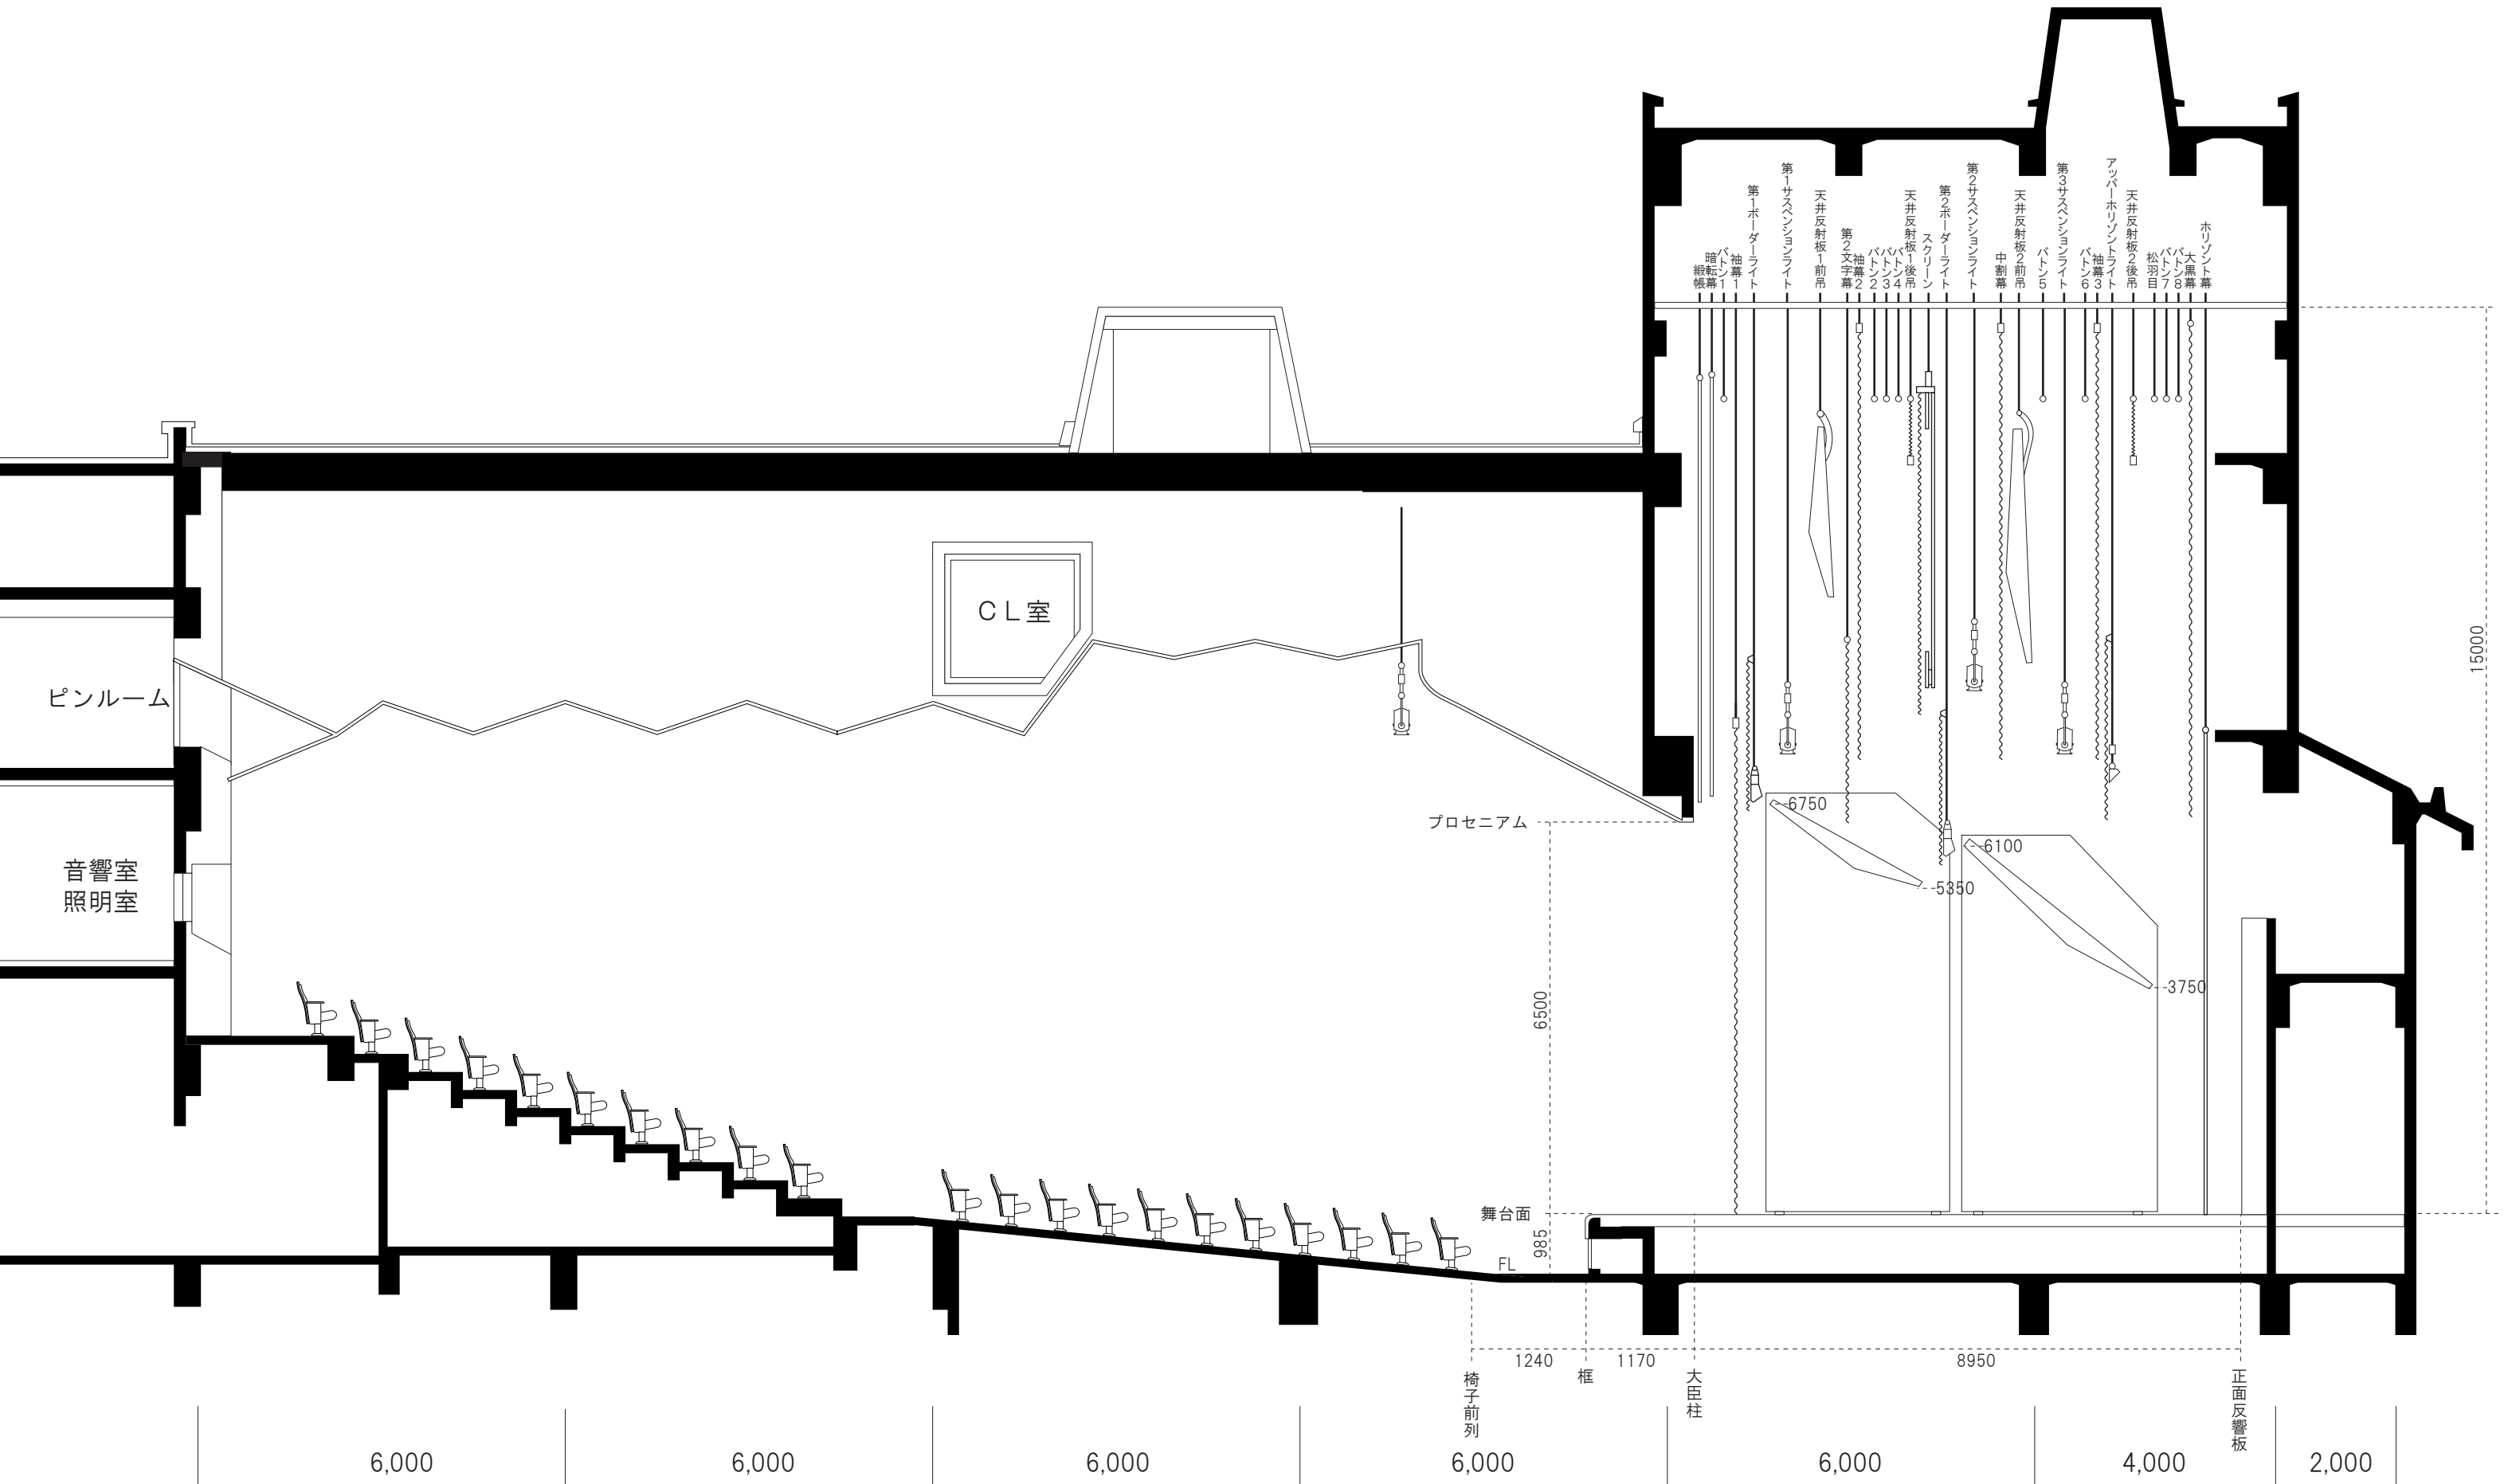 緞帳
暗転幕
バトン1
袖幕1
第1ボーダーライト
第1サスペンションライト
天井反射板1前吊
第2文字幕
袖幕2
バトン2
バトン3
バトン4
天井反射板1後吊
スクリーン
第2ボーダーライト
第2サスペンションライト
中割幕
天井反射板2前吊
バトン5
第3サスペンションライト
バトン6
袖幕3
アッパーホリゾントライト
天井反射板2後吊
松羽目
バトン7
バトン8
大黒幕
ホリゾント幕
CL室
15000
ピンルーム
プロセニアム
6750
6100
5350
音響室
照明室
3750
6500
舞台面
985
FL
1240
1170
8950
椅子前列
框
大臣柱
正面反響板
6,000
6,000
6,000
6,000
6,000
4,000
2,000